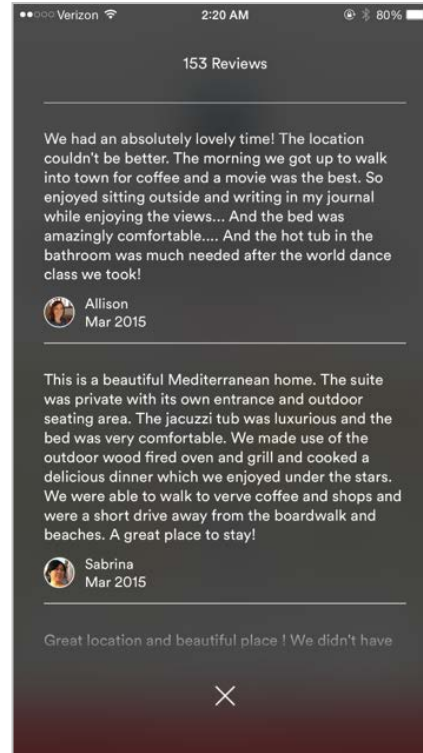 Verizon 2:20 AM 80%
153 Reviews
We had an absolutely lovely time! The location
couldn't be better. The morning we got up to walk
into town for coffee and a movie was the best. So
enjoyed sitting outside and writing in my journal
while enjoying the views... And the bed was
amazingly comfortable.... And the hot tub in the
bathroom was much needed after the world dance
class we took!
Allison
Mar 2015
This is a beautiful Mediterranean home. The suite
was private with its own entrance and outdoor
seating area. The jacuzzi tub was luxurious and the
bed was very comfortable. We made use of the
outdoor wood fired oven and grill and cooked a
delicious dinner which we enjoyed under the stars.
We were able to walk to verve coffee and shops and
were a short drive away from the boardwalk and
beaches. A great place to stay!
Sabrina
Mar 2015
Great location and beautiful place ! We didn't have